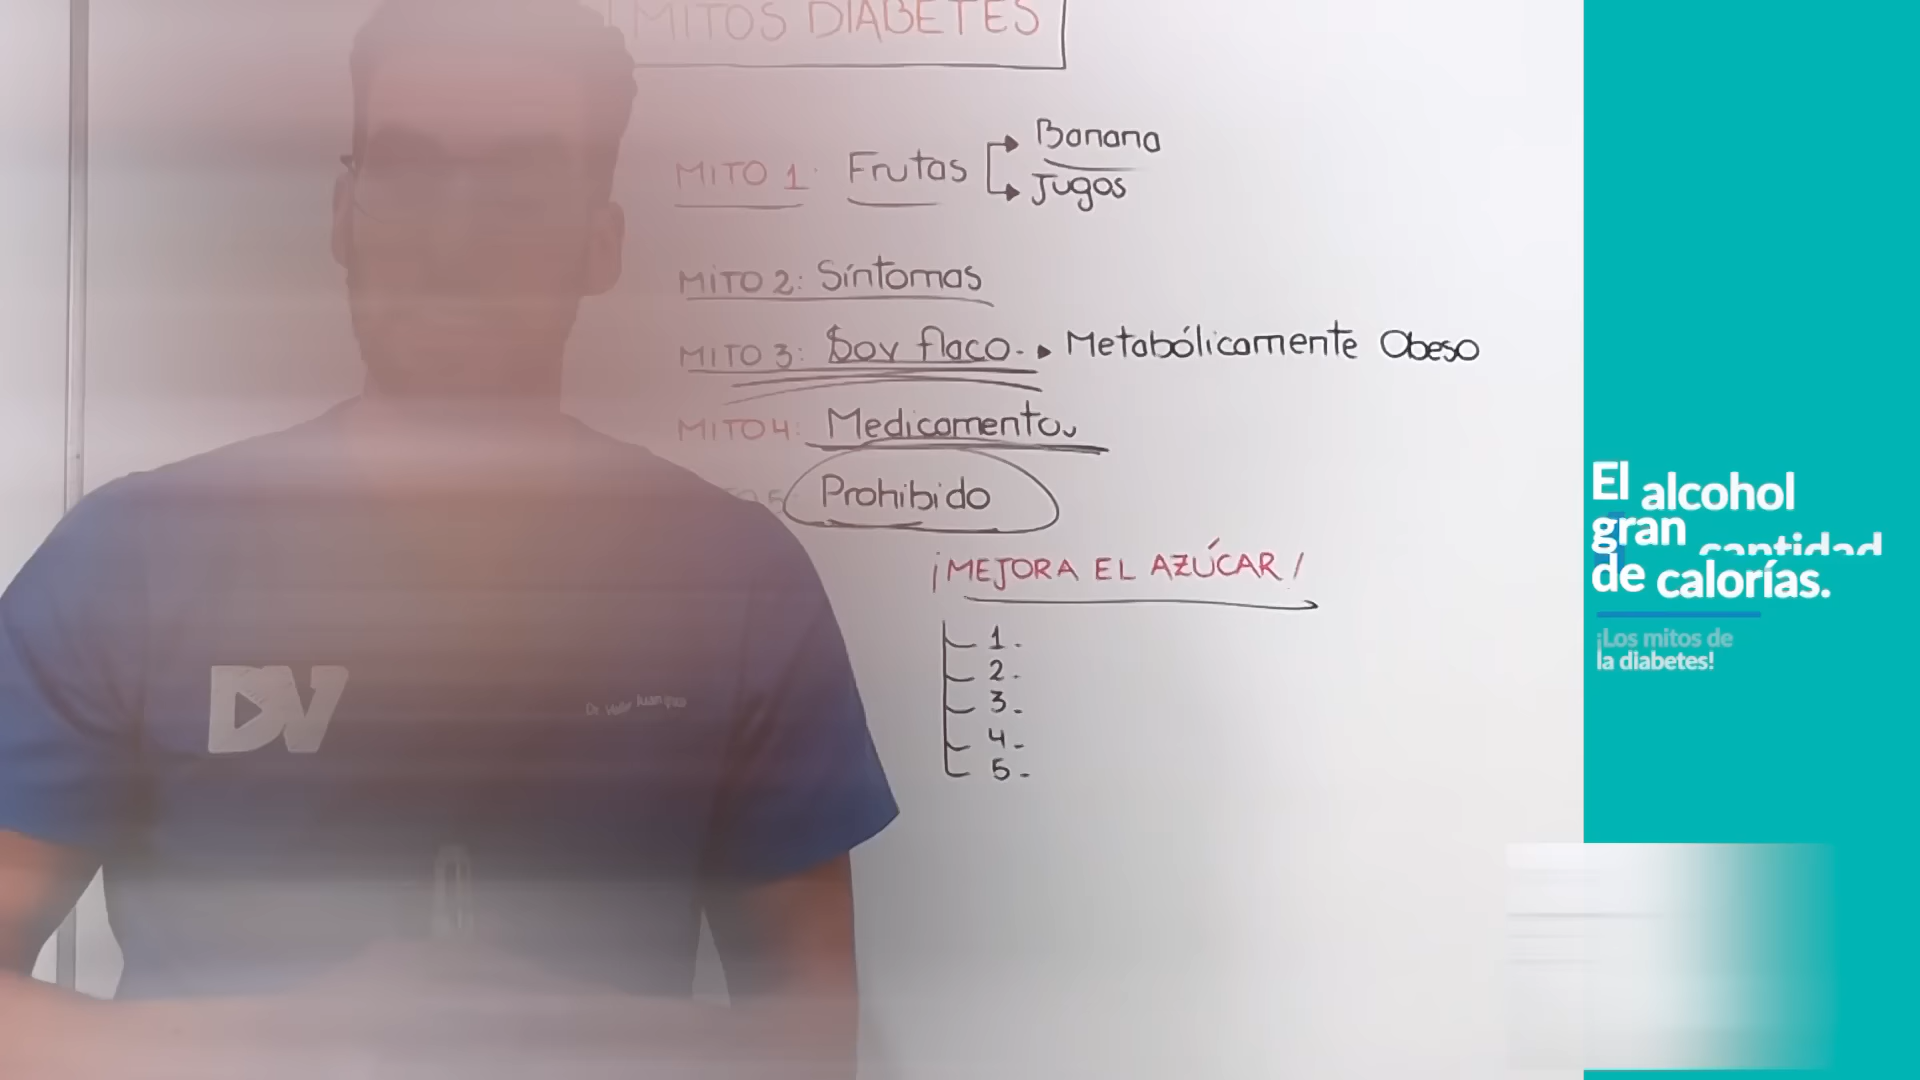 MITOS DIABETES
MITO 1: Frutas
Banana
Jugos
MITO 2: Síntomas
MITO 3: Soy flaco. Metabólicamente Obeso
MITO 4: Medicamentos
5 Prohibido
¡MEJORA EL AZÚCAR!
1.
2.
3.
4.
5.
DV
El alcohol
gran cantidad
de calorías.
¡Los mitos de
la diabetes!